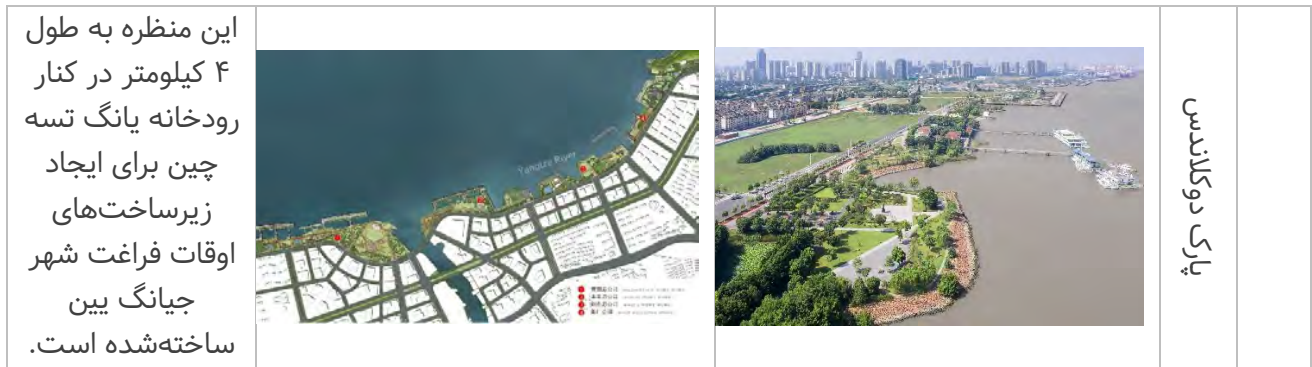 پارک دوکلاندس
Yangtze River
این منظره به طول
۴ کیلومتر در کنار
رودخانه یانگ تسه
چین برای ایجاد
زیرساخت‌های
اوقات فراغت شهر
جیانگ یین
ساخته‌شده است.